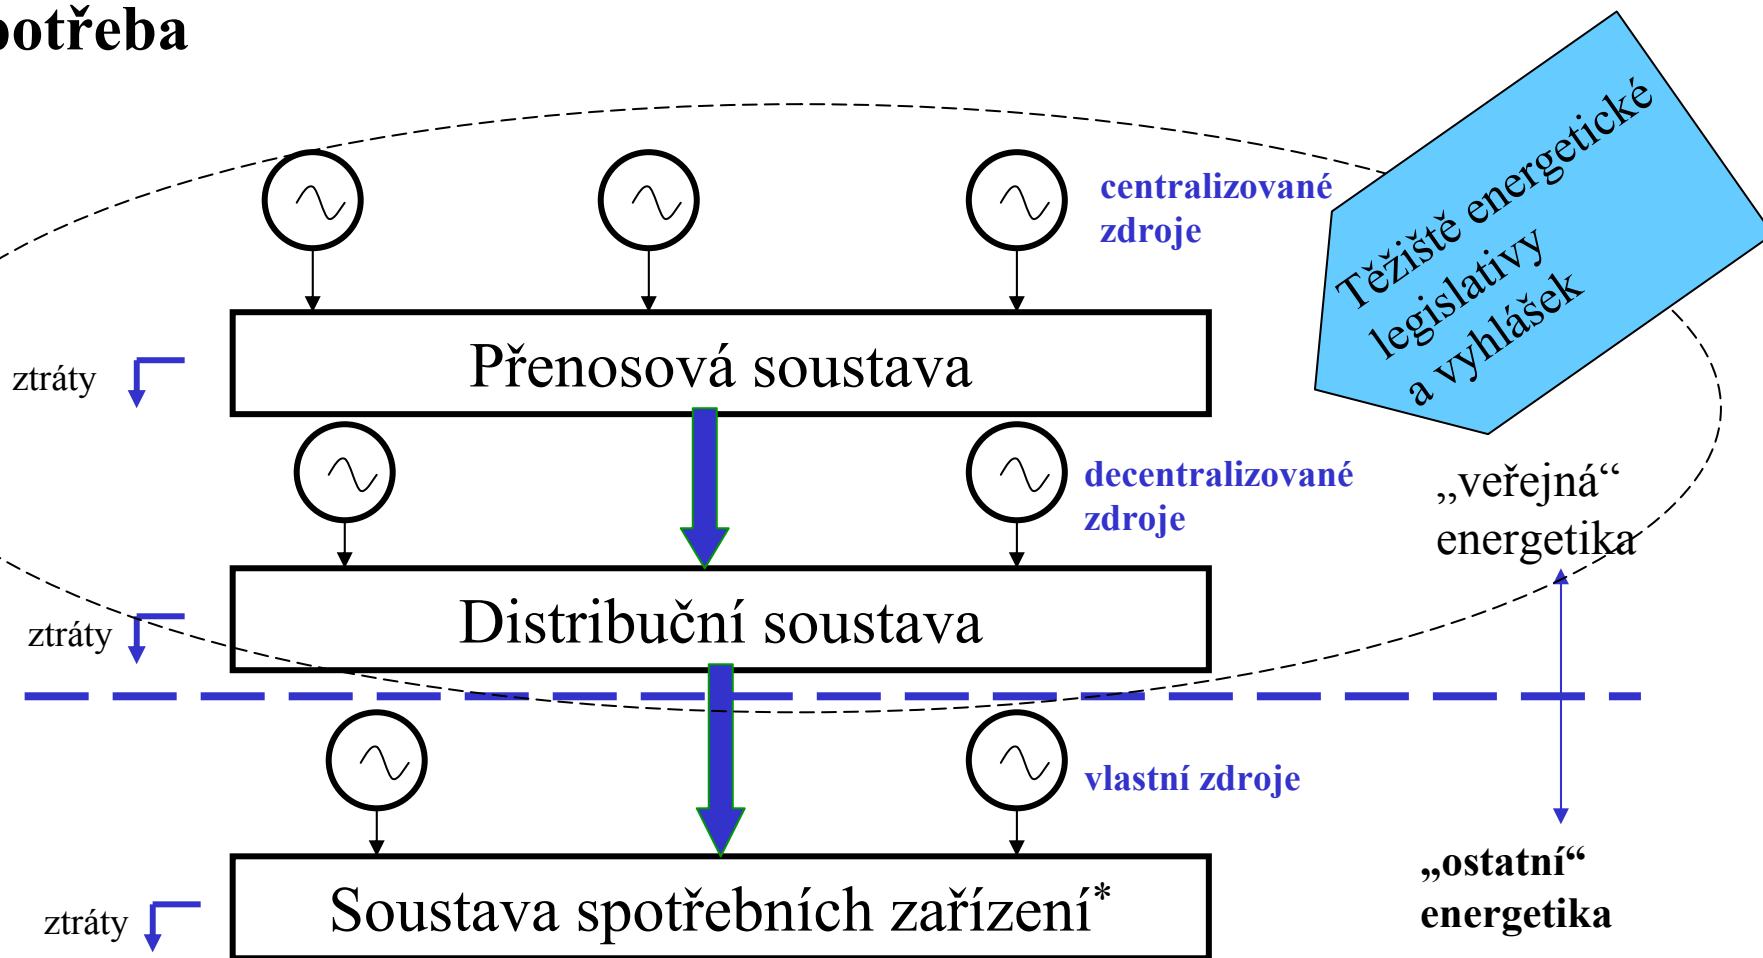 potřeba
centralizované
zdroje
Těžiště energetické
legislativy
a vyhlášek
ztráty
Přenosová soustava
decentralizované
zdroje
„veřejná“
energetika
ztráty
Distribuční soustava
vlastní zdroje
ztráty
Soustava spotřebních zařízení*
„ostatní“
energetika